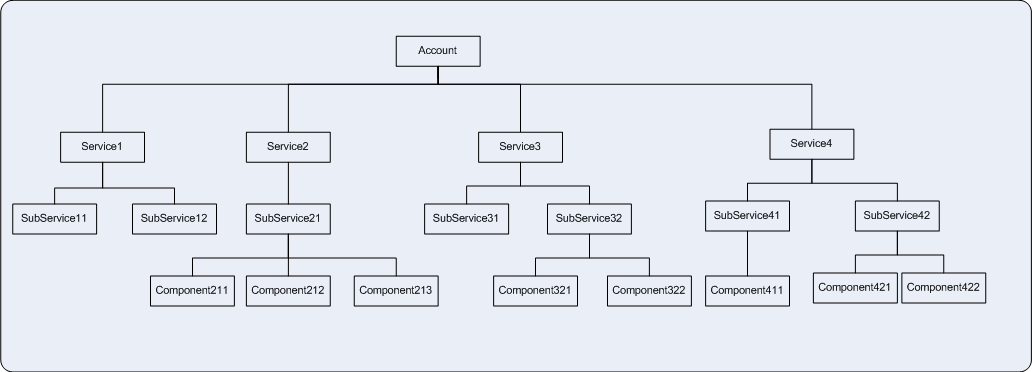 Account
Service1
Service2
Service3
Service4
SubService11
SubService12
SubService21
SubService31
SubService32
SubService41
SubService42
Component211
Component212
Component213
Component321
Component322
Component411
Component421
Component422